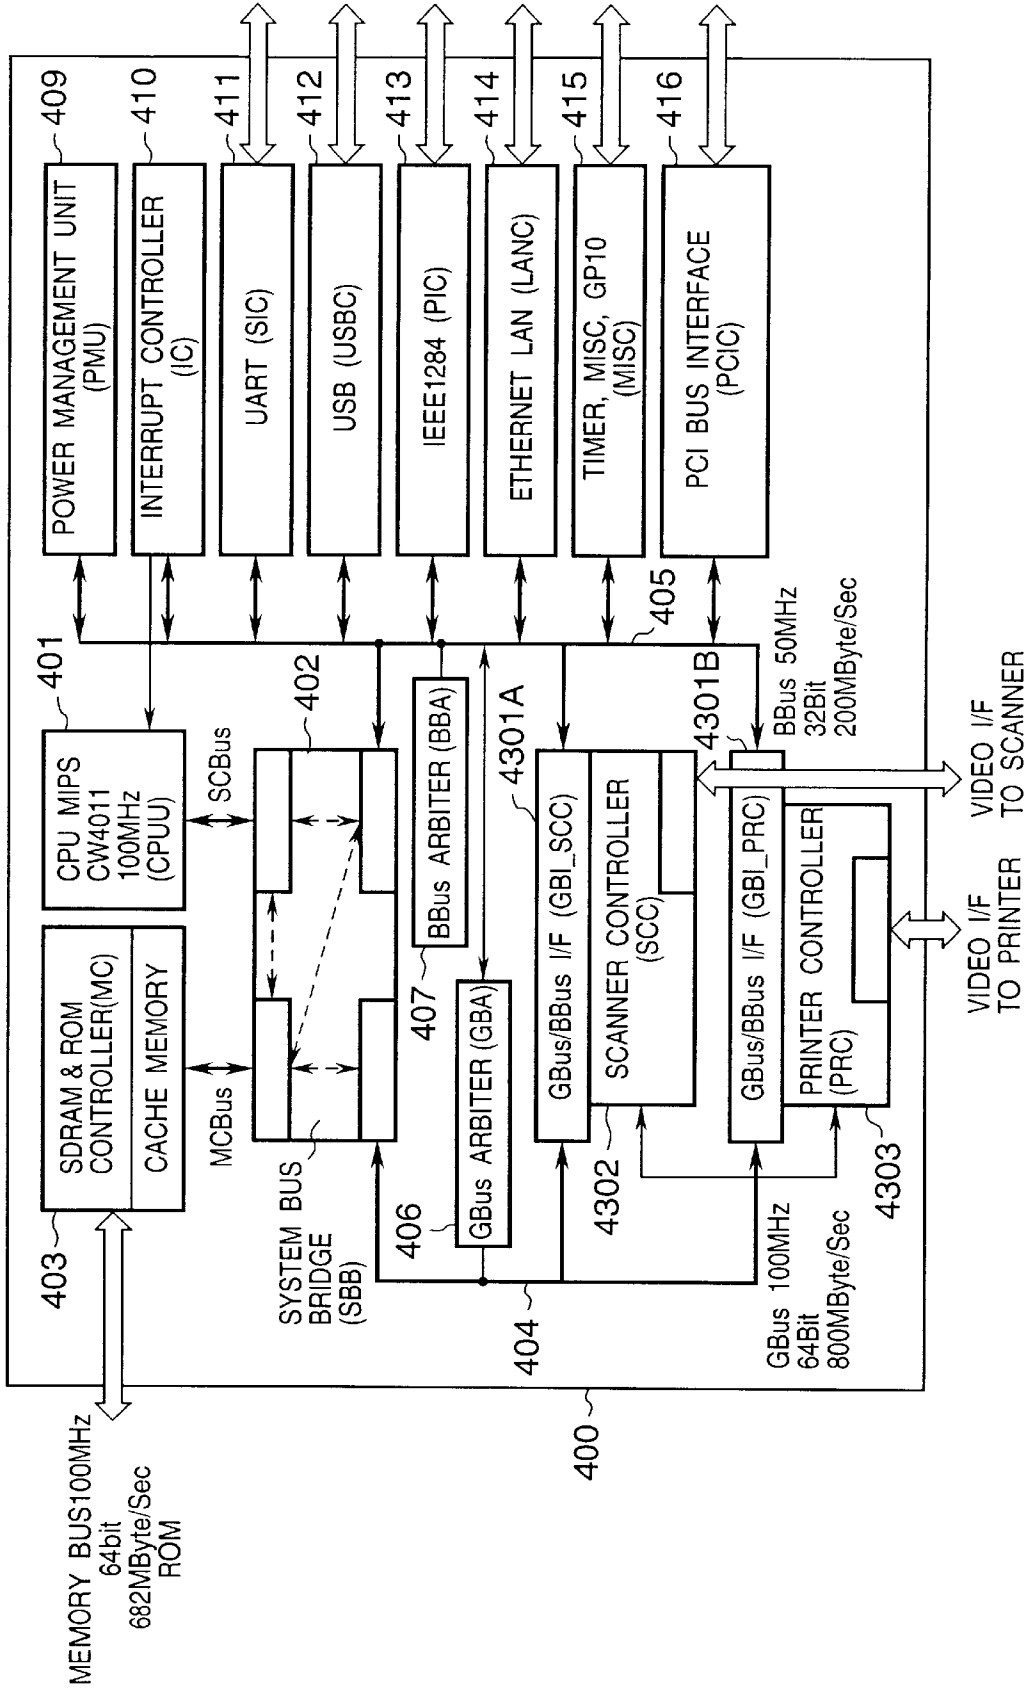 MEMORY BUS100MHz
64bit
682MByte/Sec
ROM
400
403
SDRAM & ROM
CONTROLLER(MC)
CACHE MEMORY
401
CPU MIPS
CW4011
100MHz
(CPUU)
MCBus
SCBus
402
SYSTEM BUS
BRIDGE
(SBB)
409
POWER MANAGEMENT UNIT
(PMU)
410
INTERRUPT CONTROLLER
(IC)
411
UART (SIC)
412
USB (USBC)
413
IEEE1284 (PIC)
414
ETHERNET LAN (LANC)
415
TIMER, MISC, GP10
(MISC)
416
PCI BUS INTERFACE
(PCIC)
407
BBus ARBITER (BBA)
406
GBus ARBITER (GBA)
404
405
4301A
GBus/BBus I/F (GBI_SCC)
SCANNER CONTROLLER
(SCC)
4302
4301B
GBus/BBus I/F (GBI_PRC)
PRINTER CONTROLLER
(PRC)
4303
GBus 100MHz
64Bit
800MByte/Sec
BBus 50MHz
32Bit
200MByte/Sec
VIDEO I/F
TO PRINTER
VIDEO I/F
TO SCANNER